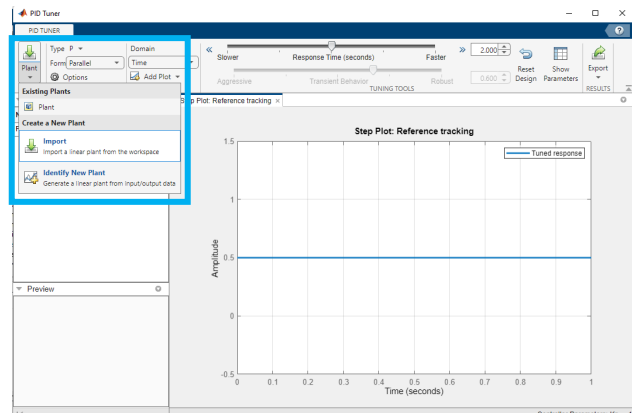 PID Tuner
PID TUNER
Plant
Type P
Form Parallel
Options
Domain
Time
Add Plot
Slower
Response Time (seconds)
Faster
2.000
Aggressive
Transient Behavior
Robust
0.600
TUNING TOOLS
Reset
Design
Show
Parameters
Export
RESULTS
Existing Plants
Plant
Create a New Plant
Import
Import a linear plant from the workspace
Identify New Plant
Generate a linear plant from input/output data
Step Plot: Reference tracking
Step Plot: Reference tracking
Tuned response
Amplitude
1.5
1
0.5
0
-0.5
0 0.1 0.2 0.3 0.4 0.5 0.6 0.7 0.8 0.9 1
Time (seconds)
Preview